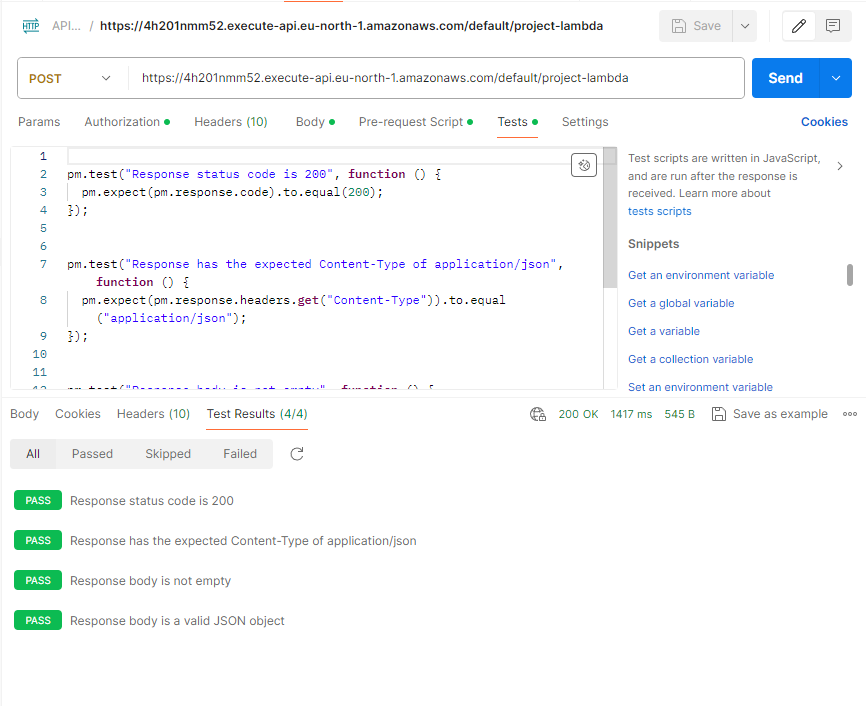 HTTP API... / https://4h201nmm52.execute-api.eu-north-1.amazonaws.com/default/project-lambda Save
POST https://4h201nmm52.execute-api.eu-north-1.amazonaws.com/default/project-lambda Send
Params Authorization Headers (10) Body Pre-request Script Tests Settings Cookies
1
2 pm.test("Response status code is 200", function () {
3 pm.expect(pm.response.code).to.equal(200);
4 });
5
6
7 pm.test("Response has the expected Content-Type of application/json",
function () {
8 pm.expect(pm.response.headers.get("Content-Type")).to.equal
("application/json");
9 });
10
11
12 pm.test("Response body is not empty", function () {
Test scripts are written in JavaScript,
and are run after the response is
received. Learn more about
tests scripts
Snippets
Get an environment variable
Get a global variable
Get a variable
Get a collection variable
Set an environment variable
Body Cookies Headers (10) Test Results (4/4) 200 OK 1417 ms 545 B Save as example
All Passed Skipped Failed
PASS Response status code is 200
PASS Response has the expected Content-Type of application/json
PASS Response body is not empty
PASS Response body is a valid JSON object